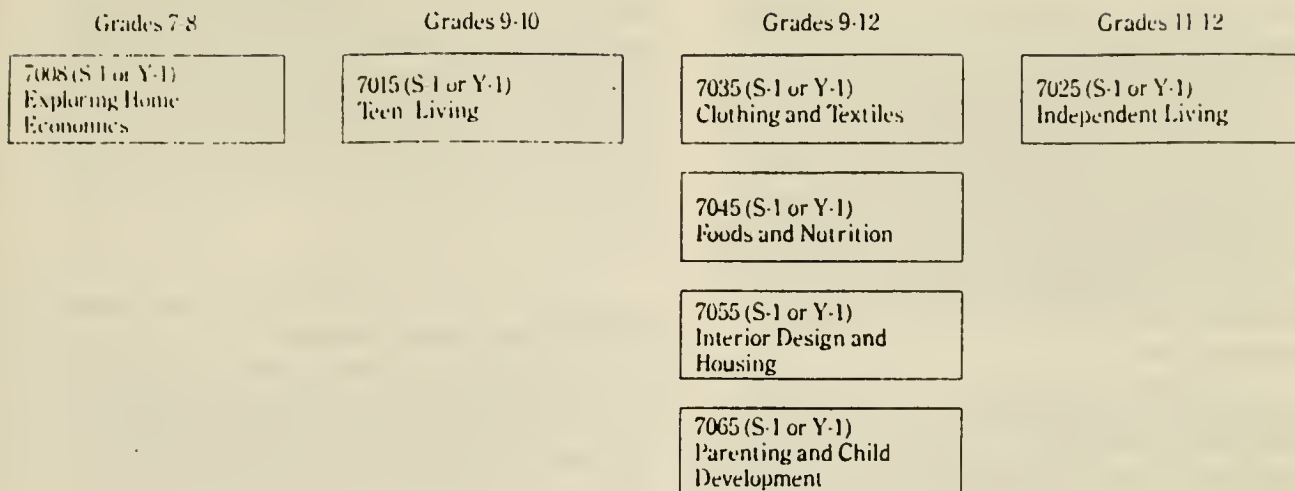 Grades 7-8
7008 (S-1 or Y-1)
Exploring Home
Economics
Grades 9-10
7015 (S-1 or Y-1)
Teen Living
Grades 9-12
7035 (S-1 or Y-1)
Clothing and Textiles
7045 (S-1 or Y-1)
Foods and Nutrition
7055 (S-1 or Y-1)
Interior Design and
Housing
7065 (S-1 or Y-1)
Parenting and Child
Development
Grades 11-12
7025 (S-1 or Y-1)
Independent Living